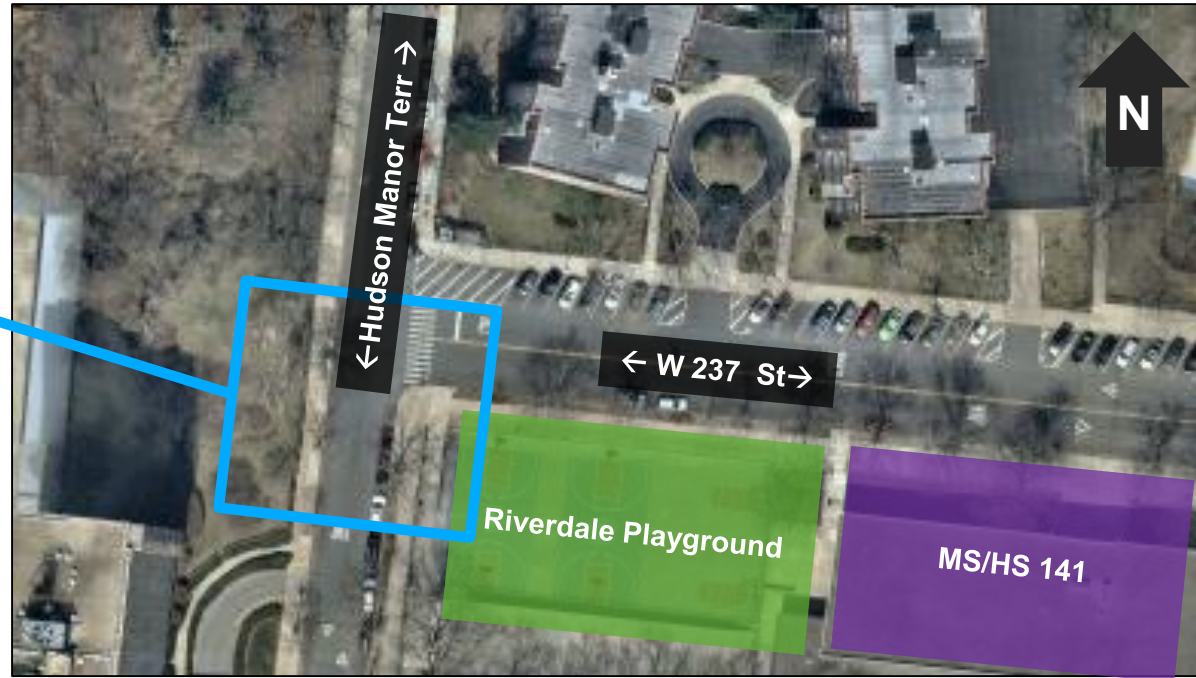 ←Hudson Manor Terr →
N
← W 237  St→
Riverdale Playground
MS/HS 141